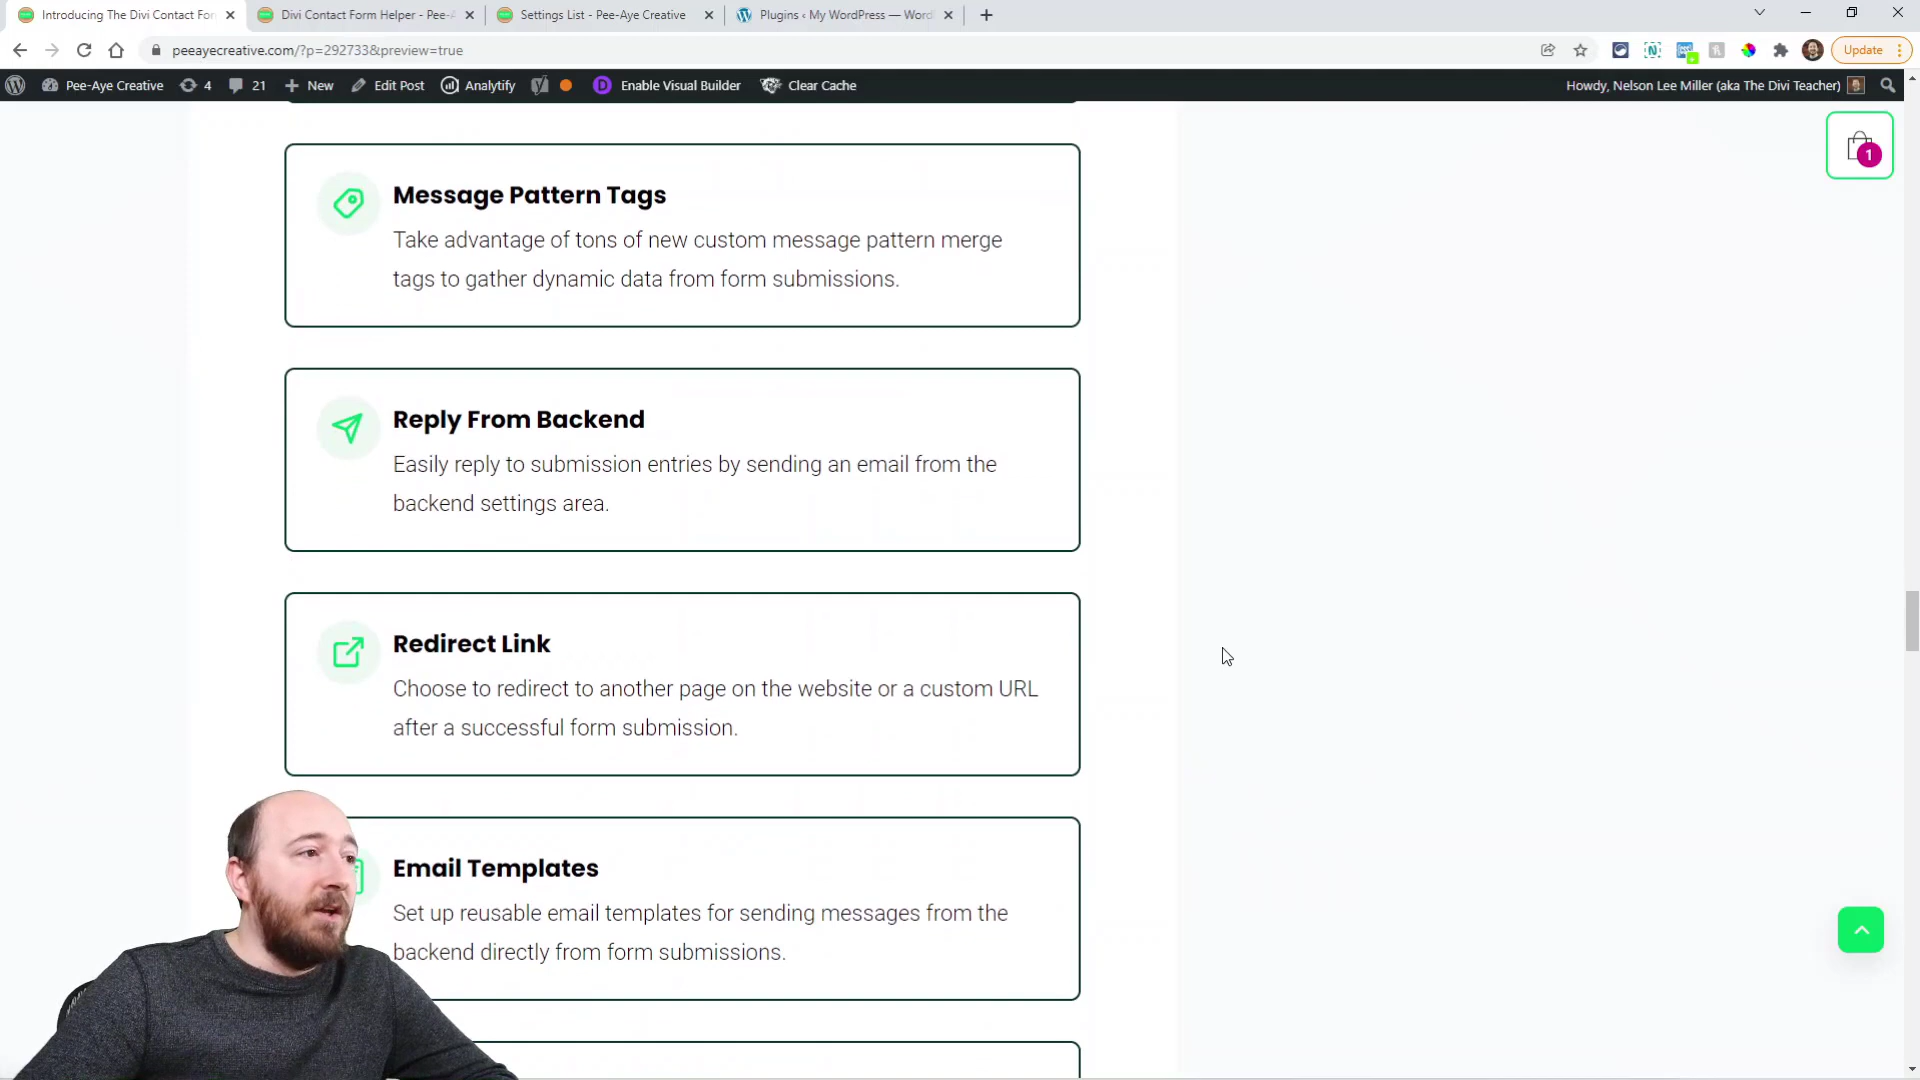 Introducing The Divi Contact For
Divi Contact Form Helper - Pee-A
Settings List - Pee-Aye Creative
Plugins ‹ My WordPress — Word
peeayecreative.com/?p=292733&preview=true
Update
Pee-Aye Creative
4
21
New
Edit Post
Analytify
Enable Visual Builder
Clear Cache
Howdy, Nelson Lee Miller (aka The Divi Teacher)
1
Message Pattern Tags
Take advantage of tons of new custom message pattern merge
tags to gather dynamic data from form submissions.
Reply From Backend
Easily reply to submission entries by sending an email from the
backend settings area.
Redirect Link
Choose to redirect to another page on the website or a custom URL
after a successful form submission.
Email Templates
Set up reusable email templates for sending messages from the
backend directly from form submissions.